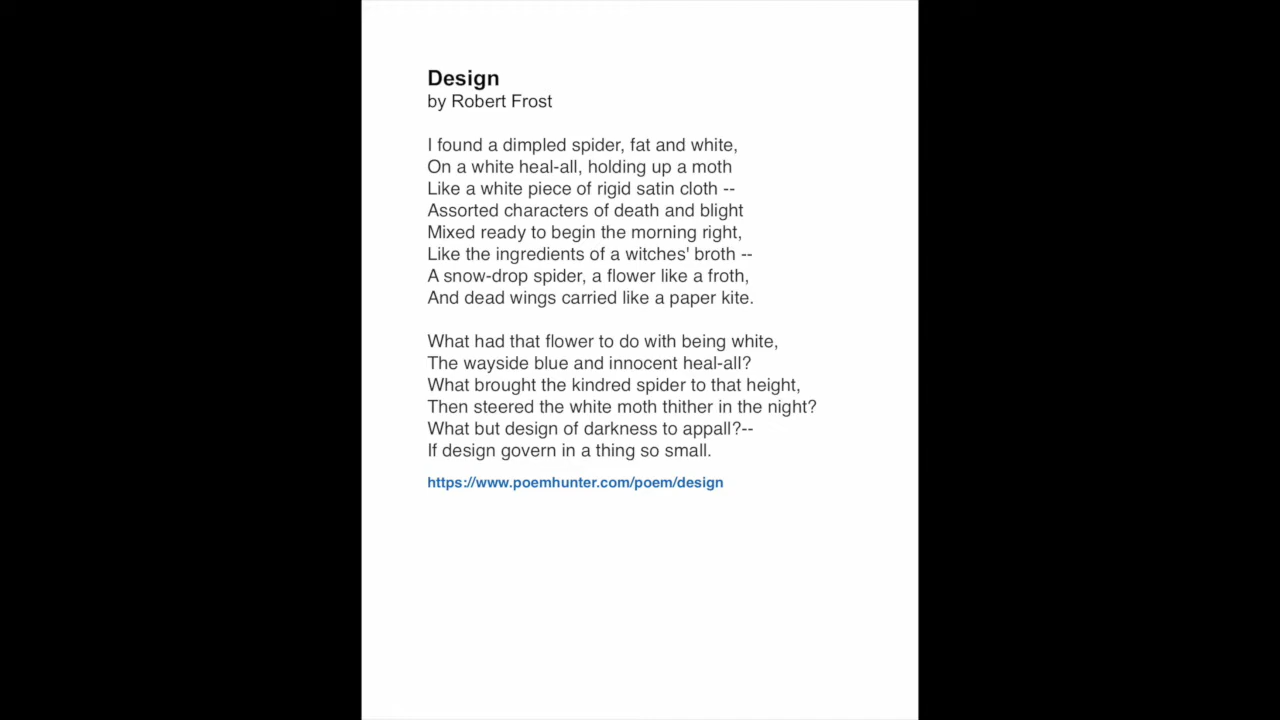 Design
by Robert Frost
I found a dimpled spider, fat and white,
On a white heal-all, holding up a moth
Like a white piece of rigid satin cloth --
Assorted characters of death and blight
Mixed ready to begin the morning right,
Like the ingredients of a witches' broth --
A snow-drop spider, a flower like a froth,
And dead wings carried like a paper kite.
What had that flower to do with being white,
The wayside blue and innocent heal-all?
What brought the kindred spider to that height,
Then steered the white moth thither in the night?
What but design of darkness to appall?--
If design govern in a thing so small.
https://www.poemhunter.com/poem/design